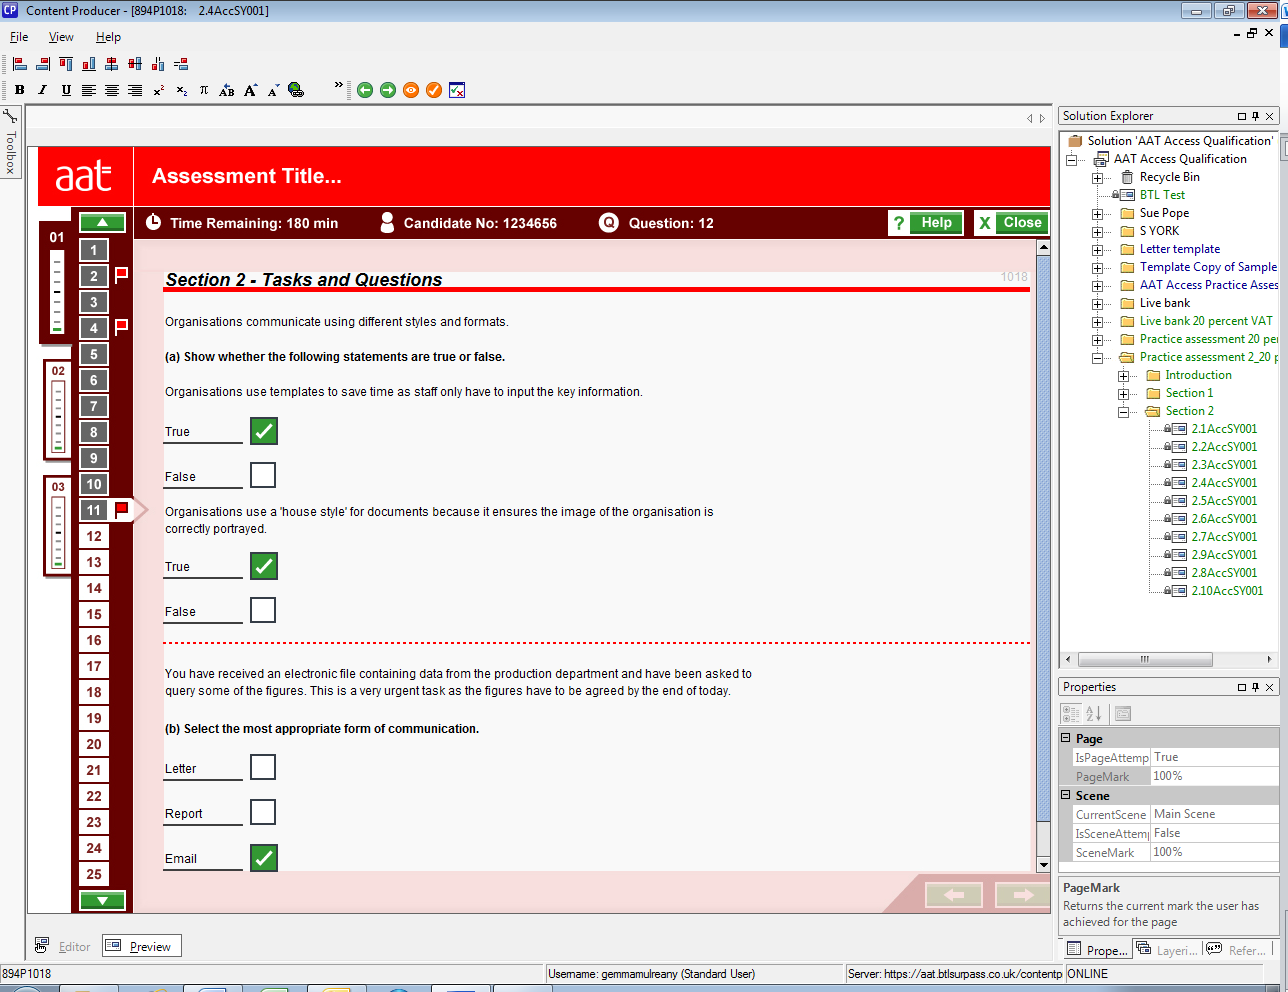 Content Producer - [894P1018: 2.4AccSY001]
File View Help
B I U
Toolbox
aat
Assessment Title...
Time Remaining: 180 min
Candidate No: 1234656
Q Question: 12
? Help
X Close
01
02
03
1
2
3
4
5
6
7
8
9
10
11
12
13
14
15
16
17
18
19
20
21
22
23
24
25
Section 2 - Tasks and Questions
1018
Organisations communicate using different styles and formats.
(a) Show whether the following statements are true or false.
Organisations use templates to save time as staff only have to input the key information.
True
False
Organisations use a 'house style' for documents because it ensures the image of the organisation is
correctly portrayed.
True
False
You have received an electronic file containing data from the production department and have been asked to
query some of the figures. This is a very urgent task as the figures have to be agreed by the end of today.
(b) Select the most appropriate form of communication.
Letter
Report
Email
Editor
Preview
Solution Explorer
Solution 'AAT Access Qualification'
AAT Access Qualification
Recycle Bin
BTL Test
Sue Pope
S YORK
Letter template
Template Copy of Sample
AAT Access Practice Asses
Live bank
Live bank 20 percent VAT
Practice assessment 20 per
Practice assessment 2_20 p
Introduction
Section 1
Section 2
2.1AccSY001
2.2AccSY001
2.3AccSY001
2.4AccSY001
2.5AccSY001
2.6AccSY001
2.7AccSY001
2.9AccSY001
2.8AccSY001
2.10AccSY001
Properties
Page
IsPageAttemp True
PageMark 100%
Scene
CurrentScene Main Scene
IsSceneAttem False
SceneMark 100%
PageMark
Returns the current mark the user has
achieved for the page
Prope...
Layeri...
Refer...
894P1018
Username: gemmamulreany (Standard User)
Server: https://aat.btlsurpass.co.uk/contentp
ONLINE